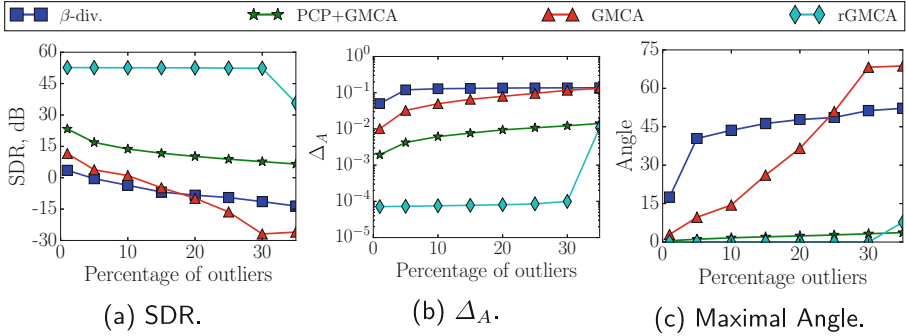 β-div. PCP+GMCA GMCA rGMCA
SDR, dB
60
45
30
15
0
-15
-30
0 10 20 30
Percentage of outliers
(a) SDR.
Δ_A
10^0
10^-1
10^-2
10^-3
10^-4
10^-5
0 10 20 30
Percentage of outliers
(b) Δ_A.
Angle
75
60
45
30
15
0
0 10 20 30
Percentage of outliers
(c) Maximal Angle.